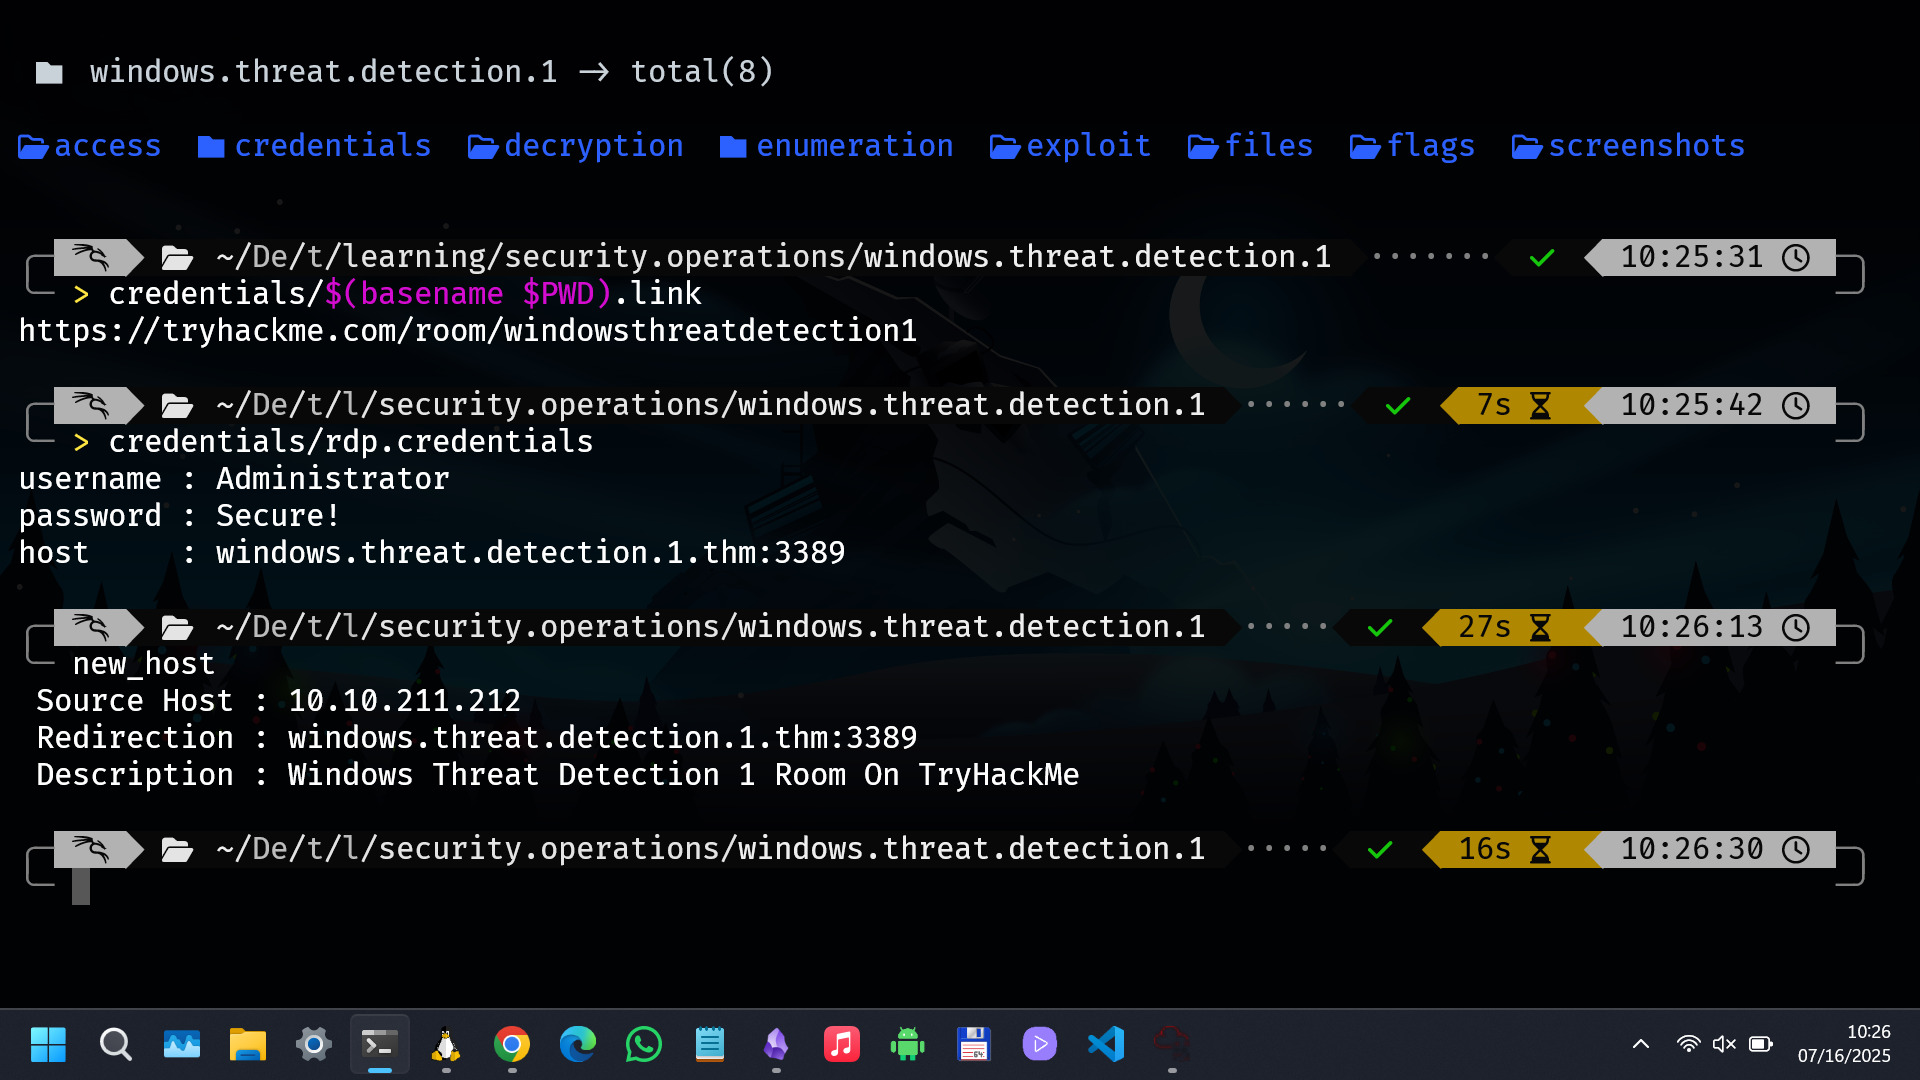 windows.threat.detection.1 → total(8)
access credentials decryption enumeration exploit files flags screenshots
~/De/t/learning/security.operations/windows.threat.detection.1 ······· ✓ 10:25:31
> credentials/$(basename $PWD).link
https://tryhackme.com/room/windowsthreatdetection1
~/De/t/l/security.operations/windows.threat.detection.1 ······ ✓ 7s 10:25:42
> credentials/rdp.credentials
username : Administrator
password : Secure!
host : windows.threat.detection.1.thm:3389
~/De/t/l/security.operations/windows.threat.detection.1 ····· ✓ 27s 10:26:13
new_host
Source Host : 10.10.211.212
Redirection : windows.threat.detection.1.thm:3389
Description : Windows Threat Detection 1 Room On TryHackMe
~/De/t/l/security.operations/windows.threat.detection.1 ····· ✓ 16s 10:26:30
10:26
07/16/2025